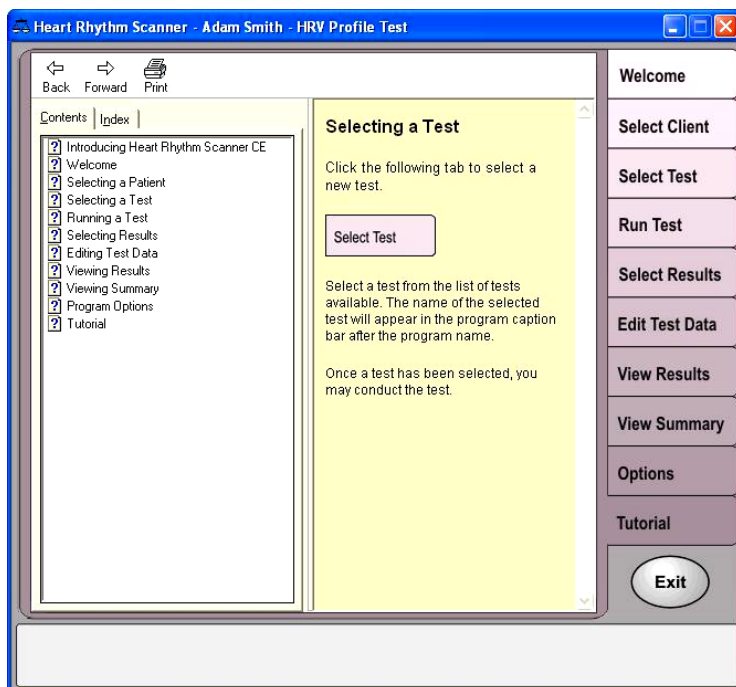 Heart Rhythm Scanner - Adam Smith - HRV Profile Test
Back Forward Print
Contents Index
Introducing Heart Rhythm Scanner CE
Welcome
Selecting a Patient
Selecting a Test
Running a Test
Selecting Results
Editing Test Data
Viewing Results
Viewing Summary
Program Options
Tutorial
Selecting a Test
Click the following tab to select a
new test.
Select Test
Select a test from the list of tests
available. The name of the selected
test will appear in the program caption
bar after the program name.
Once a test has been selected, you
may conduct the test.
Welcome
Select Client
Select Test
Run Test
Select Results
Edit Test Data
View Results
View Summary
Options
Tutorial
Exit